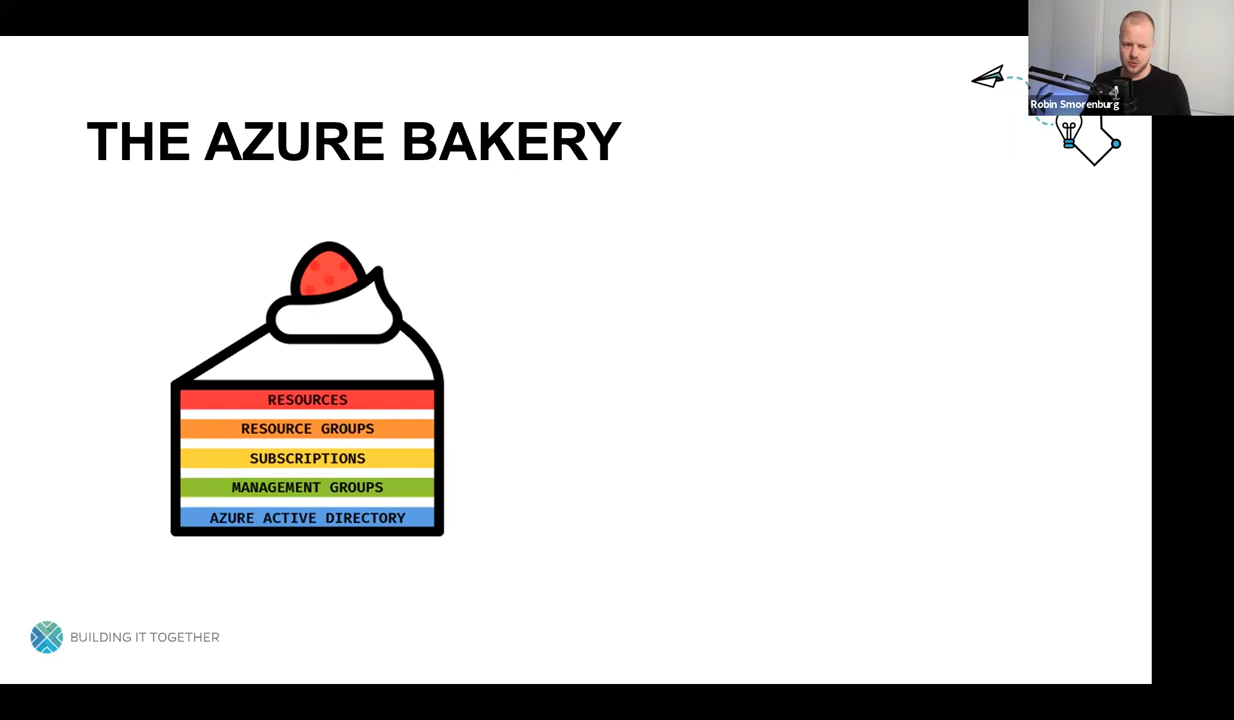 THE AZURE BAKERY
Robin Smorenburg
RESOURCES
RESOURCE GROUPS
SUBSCRIPTIONS
MANAGEMENT GROUPS
AZURE ACTIVE DIRECTORY
BUILDING IT TOGETHER